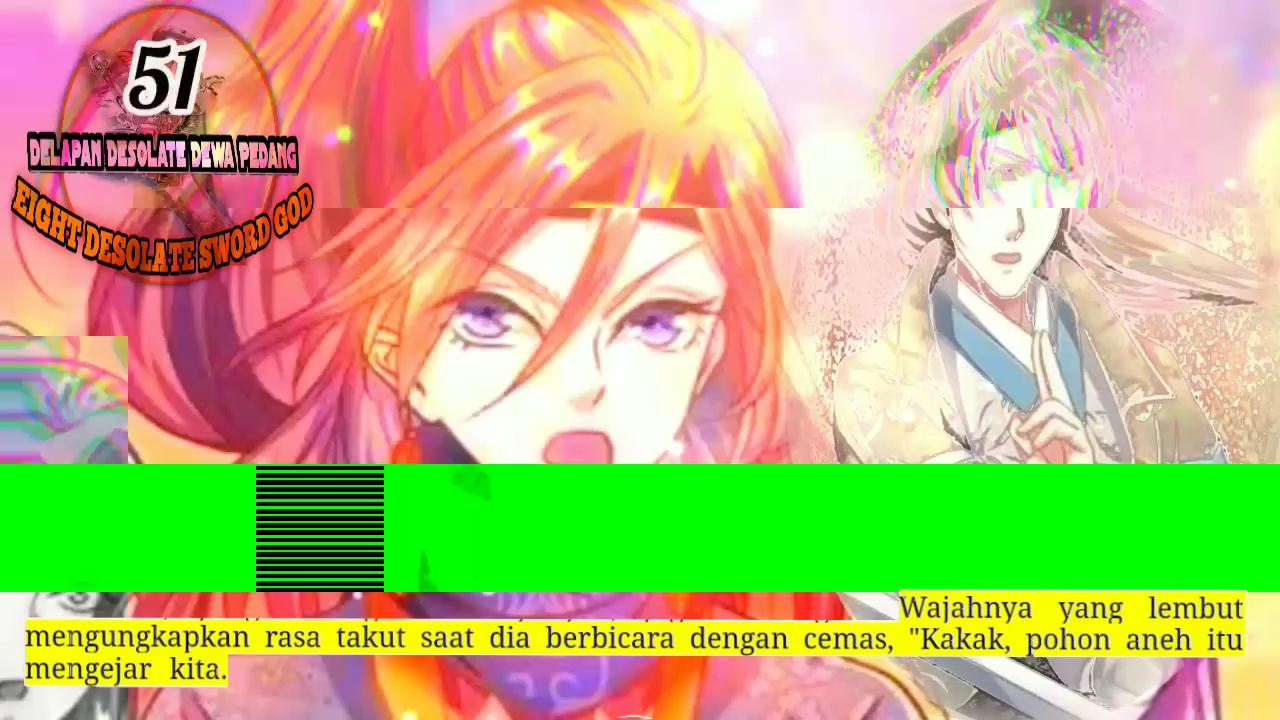 51
DELAPAN DESOLATE DEWA PEDANG
EIGHT DESOLATE SWORD GOD
Wajahnya yang lembut
mengungkapkan rasa takut saat dia berbicara dengan cemas, "Kakak, pohon aneh itu
mengejar kita.